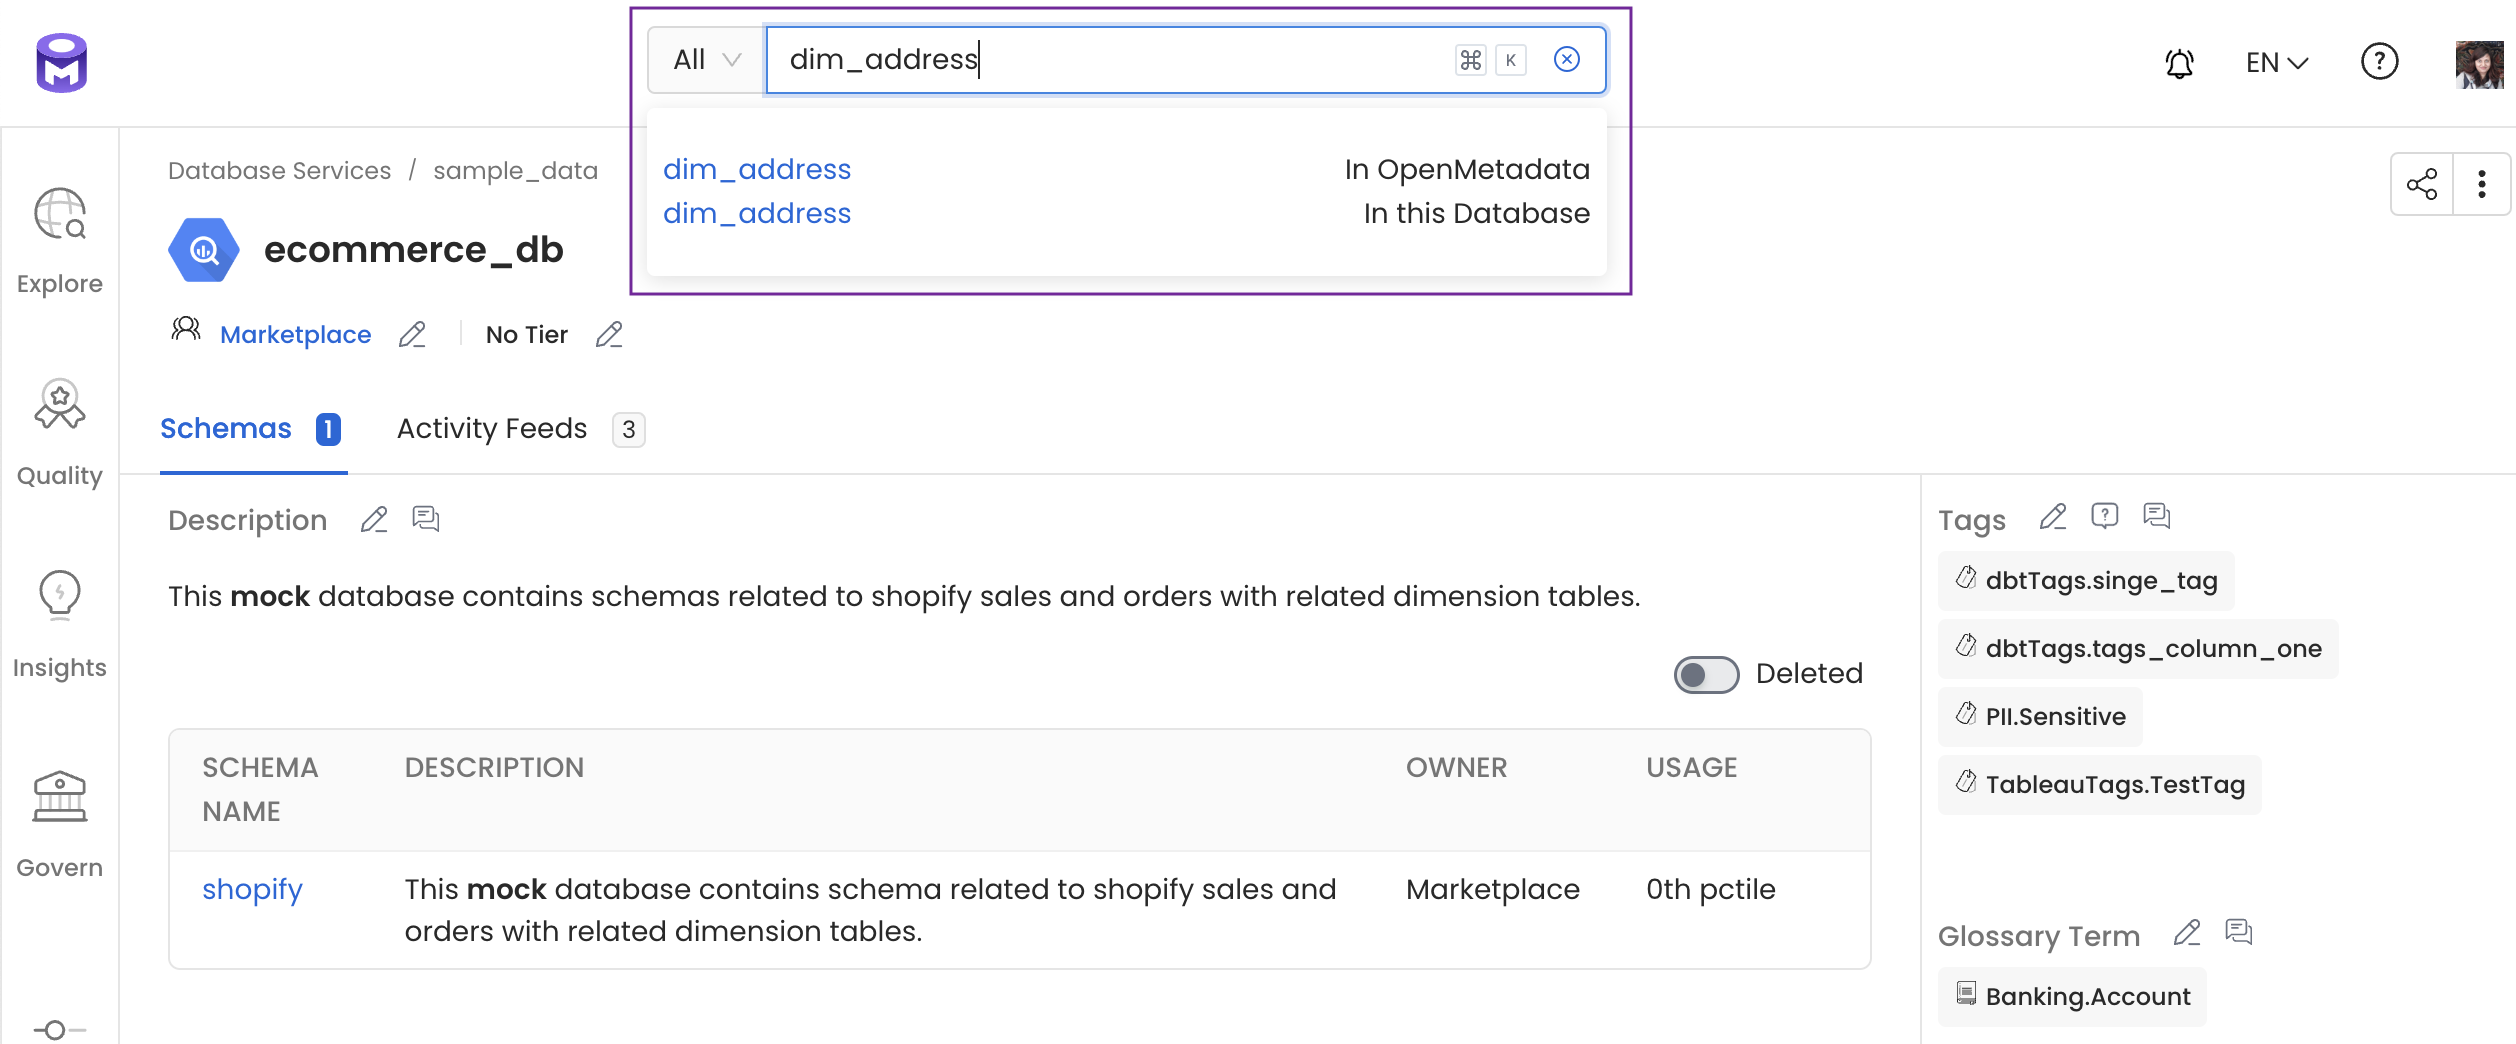 All
dim_address
⌘ K
EN
?
dim_address In OpenMetadata
dim_address In this Database
Database Services / sample_data
ecommerce_db
Marketplace
No Tier
Explore
Quality
Insights
Govern
Schemas 1
Activity Feeds 3
Description
This mock database contains schemas related to shopify sales and orders with related dimension tables.
Deleted
SCHEMA
NAME
DESCRIPTION
OWNER
USAGE
shopify
This mock database contains schema related to shopify sales and
orders with related dimension tables.
Marketplace
0th pctile
Tags
dbtTags.singe_tag
dbtTags.tags_column_one
PII.Sensitive
TableauTags.TestTag
Glossary Term
Banking.Account